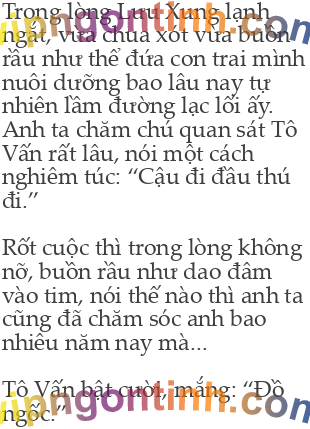 Trong lòng Lưu Xung lạnh
ngắt, vừa chua xót vừa buồn
rầu như thể đứa con trai mình
nuôi dưỡng bao lâu nay tự
nhiên lầm đường lạc lối ấy.
Anh ta chăm chú quan sát Tô
Vấn rất lâu, nói một cách
nghiêm túc: “Cậu đi đầu thú
đi.”
Rốt cuộc thì trong lòng không
nỡ, buồn rầu như dao đâm
vào tim, nói thế nào thì anh ta
cũng đã chăm sóc anh bao
nhiêu năm nay mà...
Tô Vấn bật cười, mắng: “Đồ
ngốc.”